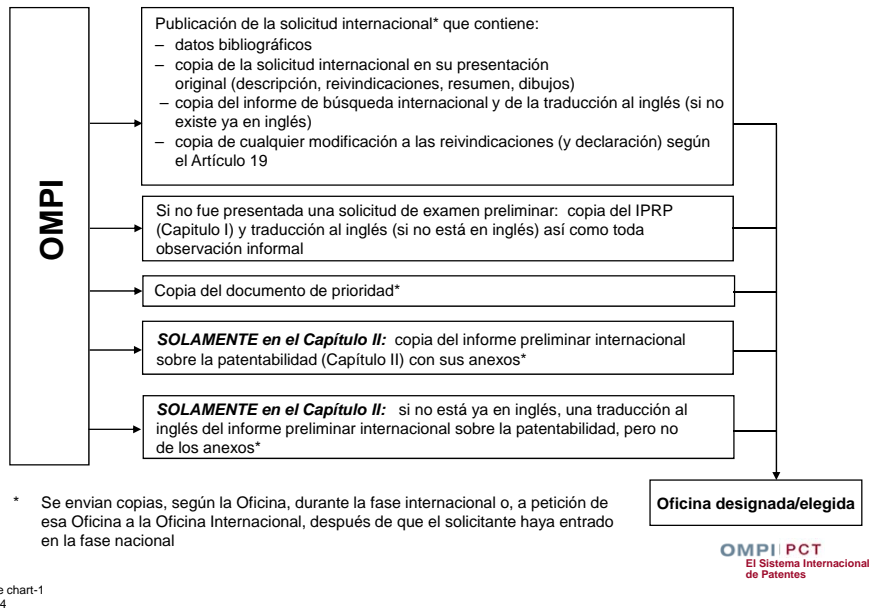 OMPI
Publicación de la solicitud internacional* que contiene:
– datos bibliográficos
– copia de la solicitud internacional en su presentación
original (descripción, reivindicaciones, resumen, dibujos)
– copia del informe de búsqueda internacional y de la traducción al inglés (si no
existe ya en inglés)
– copia de cualquier modificación a las reivindicaciones (y declaración) según
el Artículo 19
Si no fue presentada una solicitud de examen preliminar: copia del IPRP
(Capitulo I) y traducción al inglés (si no está en inglés) así como toda
observación informal
Copia del documento de prioridad*
SOLAMENTE en el Capítulo II: copia del informe preliminar internacional
sobre la patentabilidad (Capítulo II) con sus anexos*
SOLAMENTE en el Capítulo II: si no está ya en inglés, una traducción al
inglés del informe preliminar internacional sobre la patentabilidad, pero no
de los anexos*
Oficina designada/elegida
* Se envian copias, según la Oficina, durante la fase internacional o, a petición de
esa Oficina a la Oficina Internacional, después de que el solicitante haya entrado
en la fase nacional
OMPI PCT
El Sistema Internacional
de Patentes
e chart-1
4